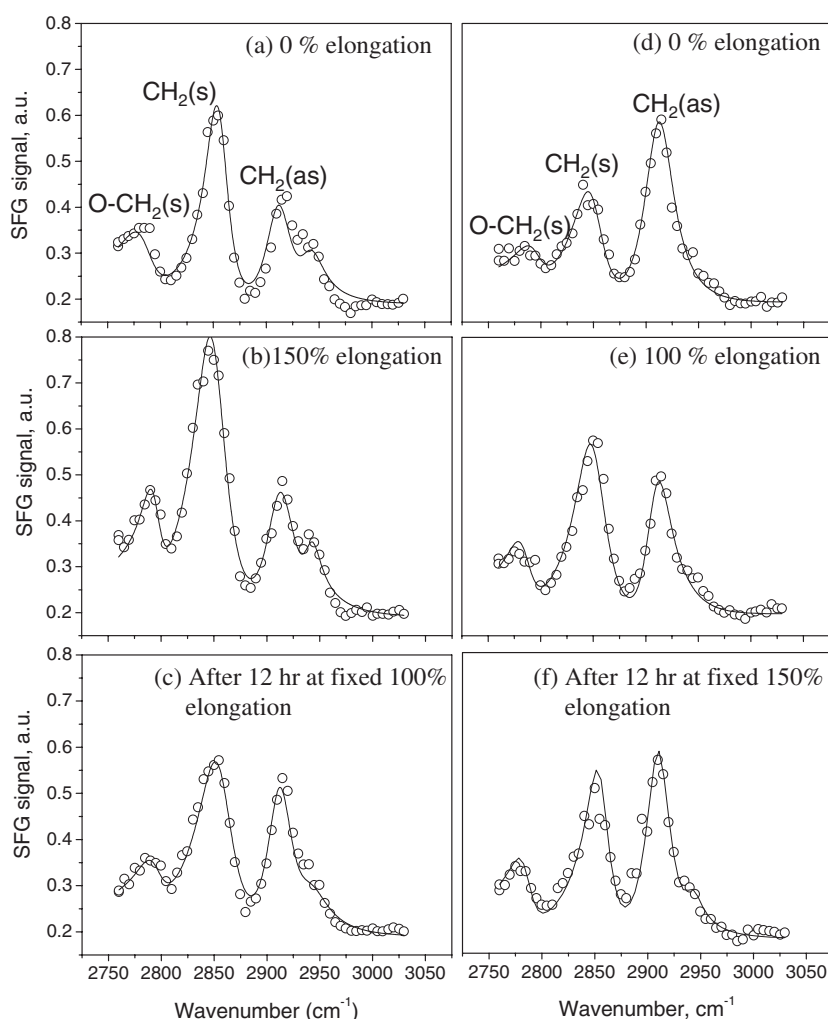 (a) 0 % elongation
CH₂(s)
CH₂(as)
O-CH₂(s)
SFG signal, a.u.
0.8
0.7
0.6
0.5
0.4
0.3
0.2
(d) 0 % elongation
CH₂(as)
CH₂(s)
O-CH₂(s)
(b)150% elongation
SFG signal, a.u.
0.8
0.7
0.6
0.5
0.4
0.3
0.2
(e) 100 % elongation
(c) After 12 hr at fixed 100%
elongation
SFG signal, a.u.
0.8
0.7
0.6
0.5
0.4
0.3
0.2
2750 2800 2850 2900 2950 3000 3050
Wavenumber (cm⁻¹)
(f) After 12 hr at fixed 150%
elongation
2750 2800 2850 2900 2950 3000 3050
Wavenumber, cm⁻¹